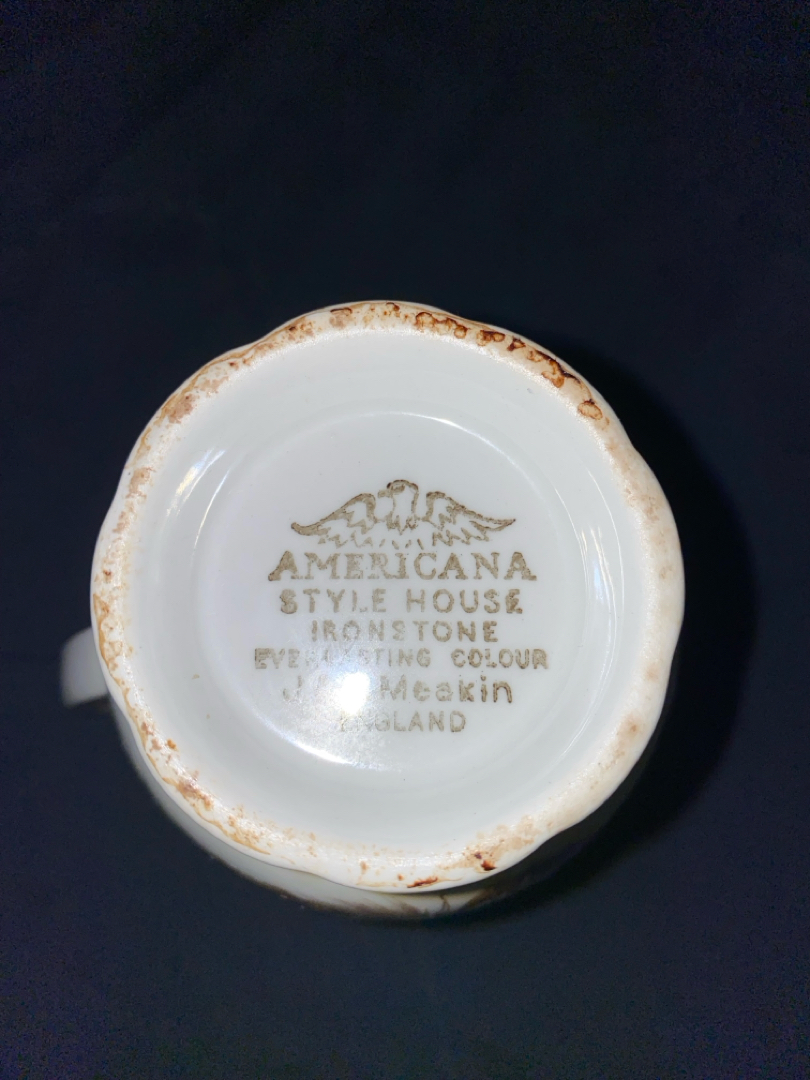 AMERICANA
STYLE HOUSE
IRONSTONE
EVERLASTING COLOUR
Meakin
ENGLAND